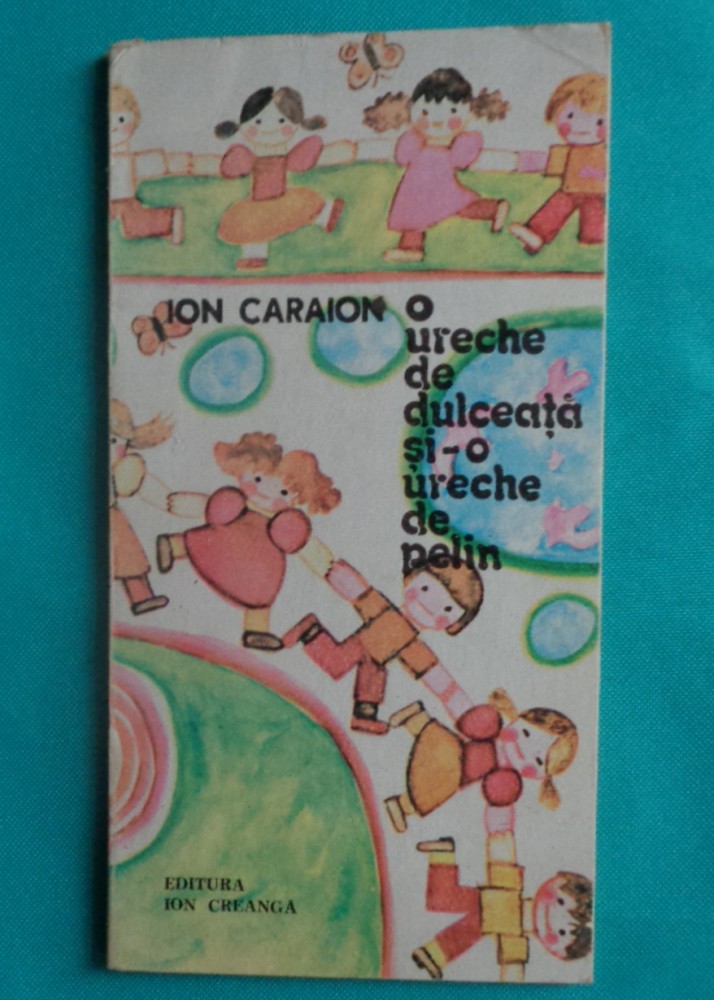 ION CARAION
o
ureche
de
dulceață
și-o
ureche
de
pelin
EDITURA
ION CREANGA